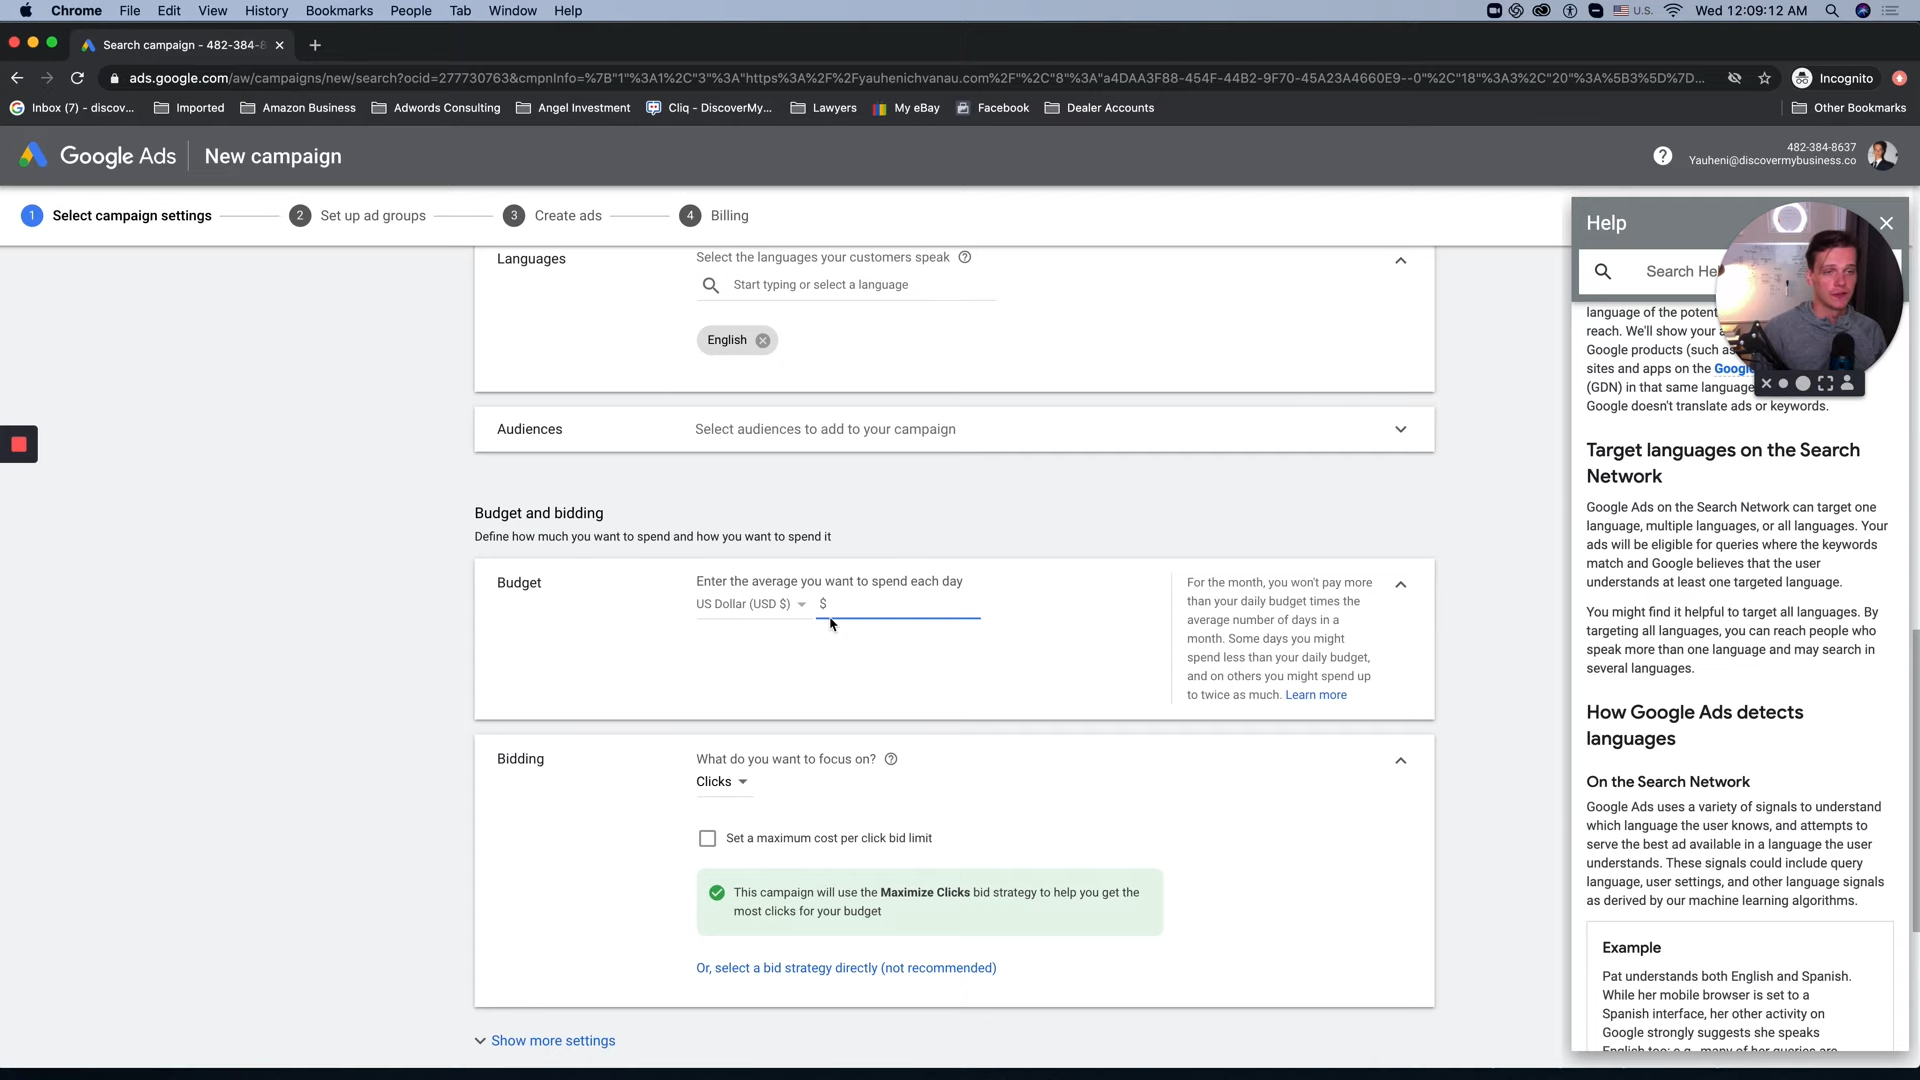 Chrome File Edit View History Bookmarks People Tab Window Help
U.S. Wed 12:09:12 AM
Search campaign - 482-384-8
ads.google.com/aw/campaigns/new/search?ocid=277730763&cmpnInfo=%7B"1"%3A1%2C"3"%3A"https%3A%2F%2Fyauhenichvanau.com%2F"%2C"8"%3A"a4DAA3F88-454F-44B2-9F70-45A23A4660E9--0"%2C"18"%3A3%2C"20"%3A%5B3%5D%7D...
Incognito
Inbox (7) - discov... Imported Amazon Business Adwords Consulting Angel Investment Cliq - DiscoverMy... Lawyers My eBay Facebook Dealer Accounts Other Bookmarks
Google Ads New campaign
482-384-8637
Yauheni@discovermybusiness.co
1 Select campaign settings 2 Set up ad groups 3 Create ads 4 Billing
Languages
Select the languages your customers speak
Start typing or select a language
English
Audiences Select audiences to add to your campaign
Budget and bidding
Define how much you want to spend and how you want to spend it
Budget
Enter the average you want to spend each day
US Dollar (USD $) $
For the month, you won't pay more
than your daily budget times the
average number of days in a
month. Some days you might
spend less than your daily budget,
and on others you might spend up
to twice as much. Learn more
Bidding
What do you want to focus on?
Clicks
Set a maximum cost per click bid limit
This campaign will use the Maximize Clicks bid strategy to help you get the
most clicks for your budget
Or, select a bid strategy directly (not recommended)
Show more settings
Help
Search He
language of the potent
reach. We'll show your a
Google products (such as
sites and apps on the Google
(GDN) in that same language
Google doesn't translate ads or keywords.
Target languages on the Search
Network
Google Ads on the Search Network can target one
language, multiple languages, or all languages. Your
ads will be eligible for queries where the keywords
match and Google believes that the user
understands at least one targeted language.
You might find it helpful to target all languages. By
targeting all languages, you can reach people who
speak more than one language and may search in
several languages.
How Google Ads detects
languages
On the Search Network
Google Ads uses a variety of signals to understand
which language the user knows, and attempts to
serve the best ad available in a language the user
understands. These signals could include query
language, user settings, and other language signals
as derived by our machine learning algorithms.
Example
Pat understands both English and Spanish.
While her mobile browser is set to a
Spanish interface, her other activity on
Google strongly suggests she speaks
English too: e.g., many of her queries are